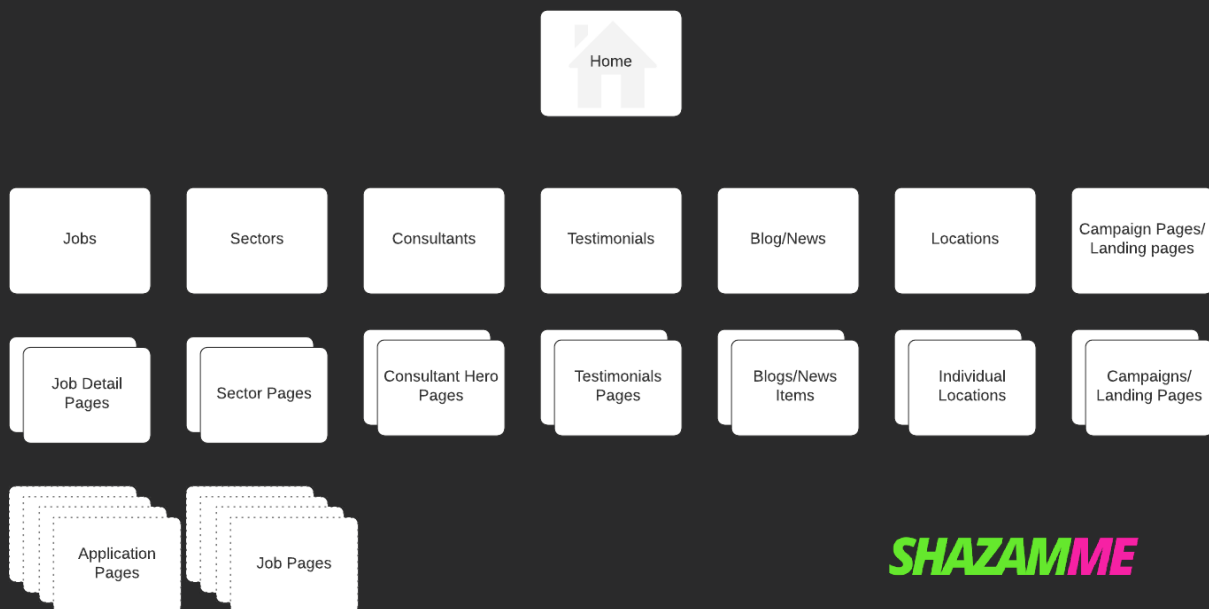 Home
Jobs
Sectors
Consultants
Testimonials
Blog/News
Locations
Campaign Pages/
Landing pages
Job Detail
Pages
Sector Pages
Consultant Hero
Pages
Testimonials
Pages
Blogs/News
Items
Individual
Locations
Campaigns/
Landing Pages
Application
Pages
Job Pages
SHAZAMME